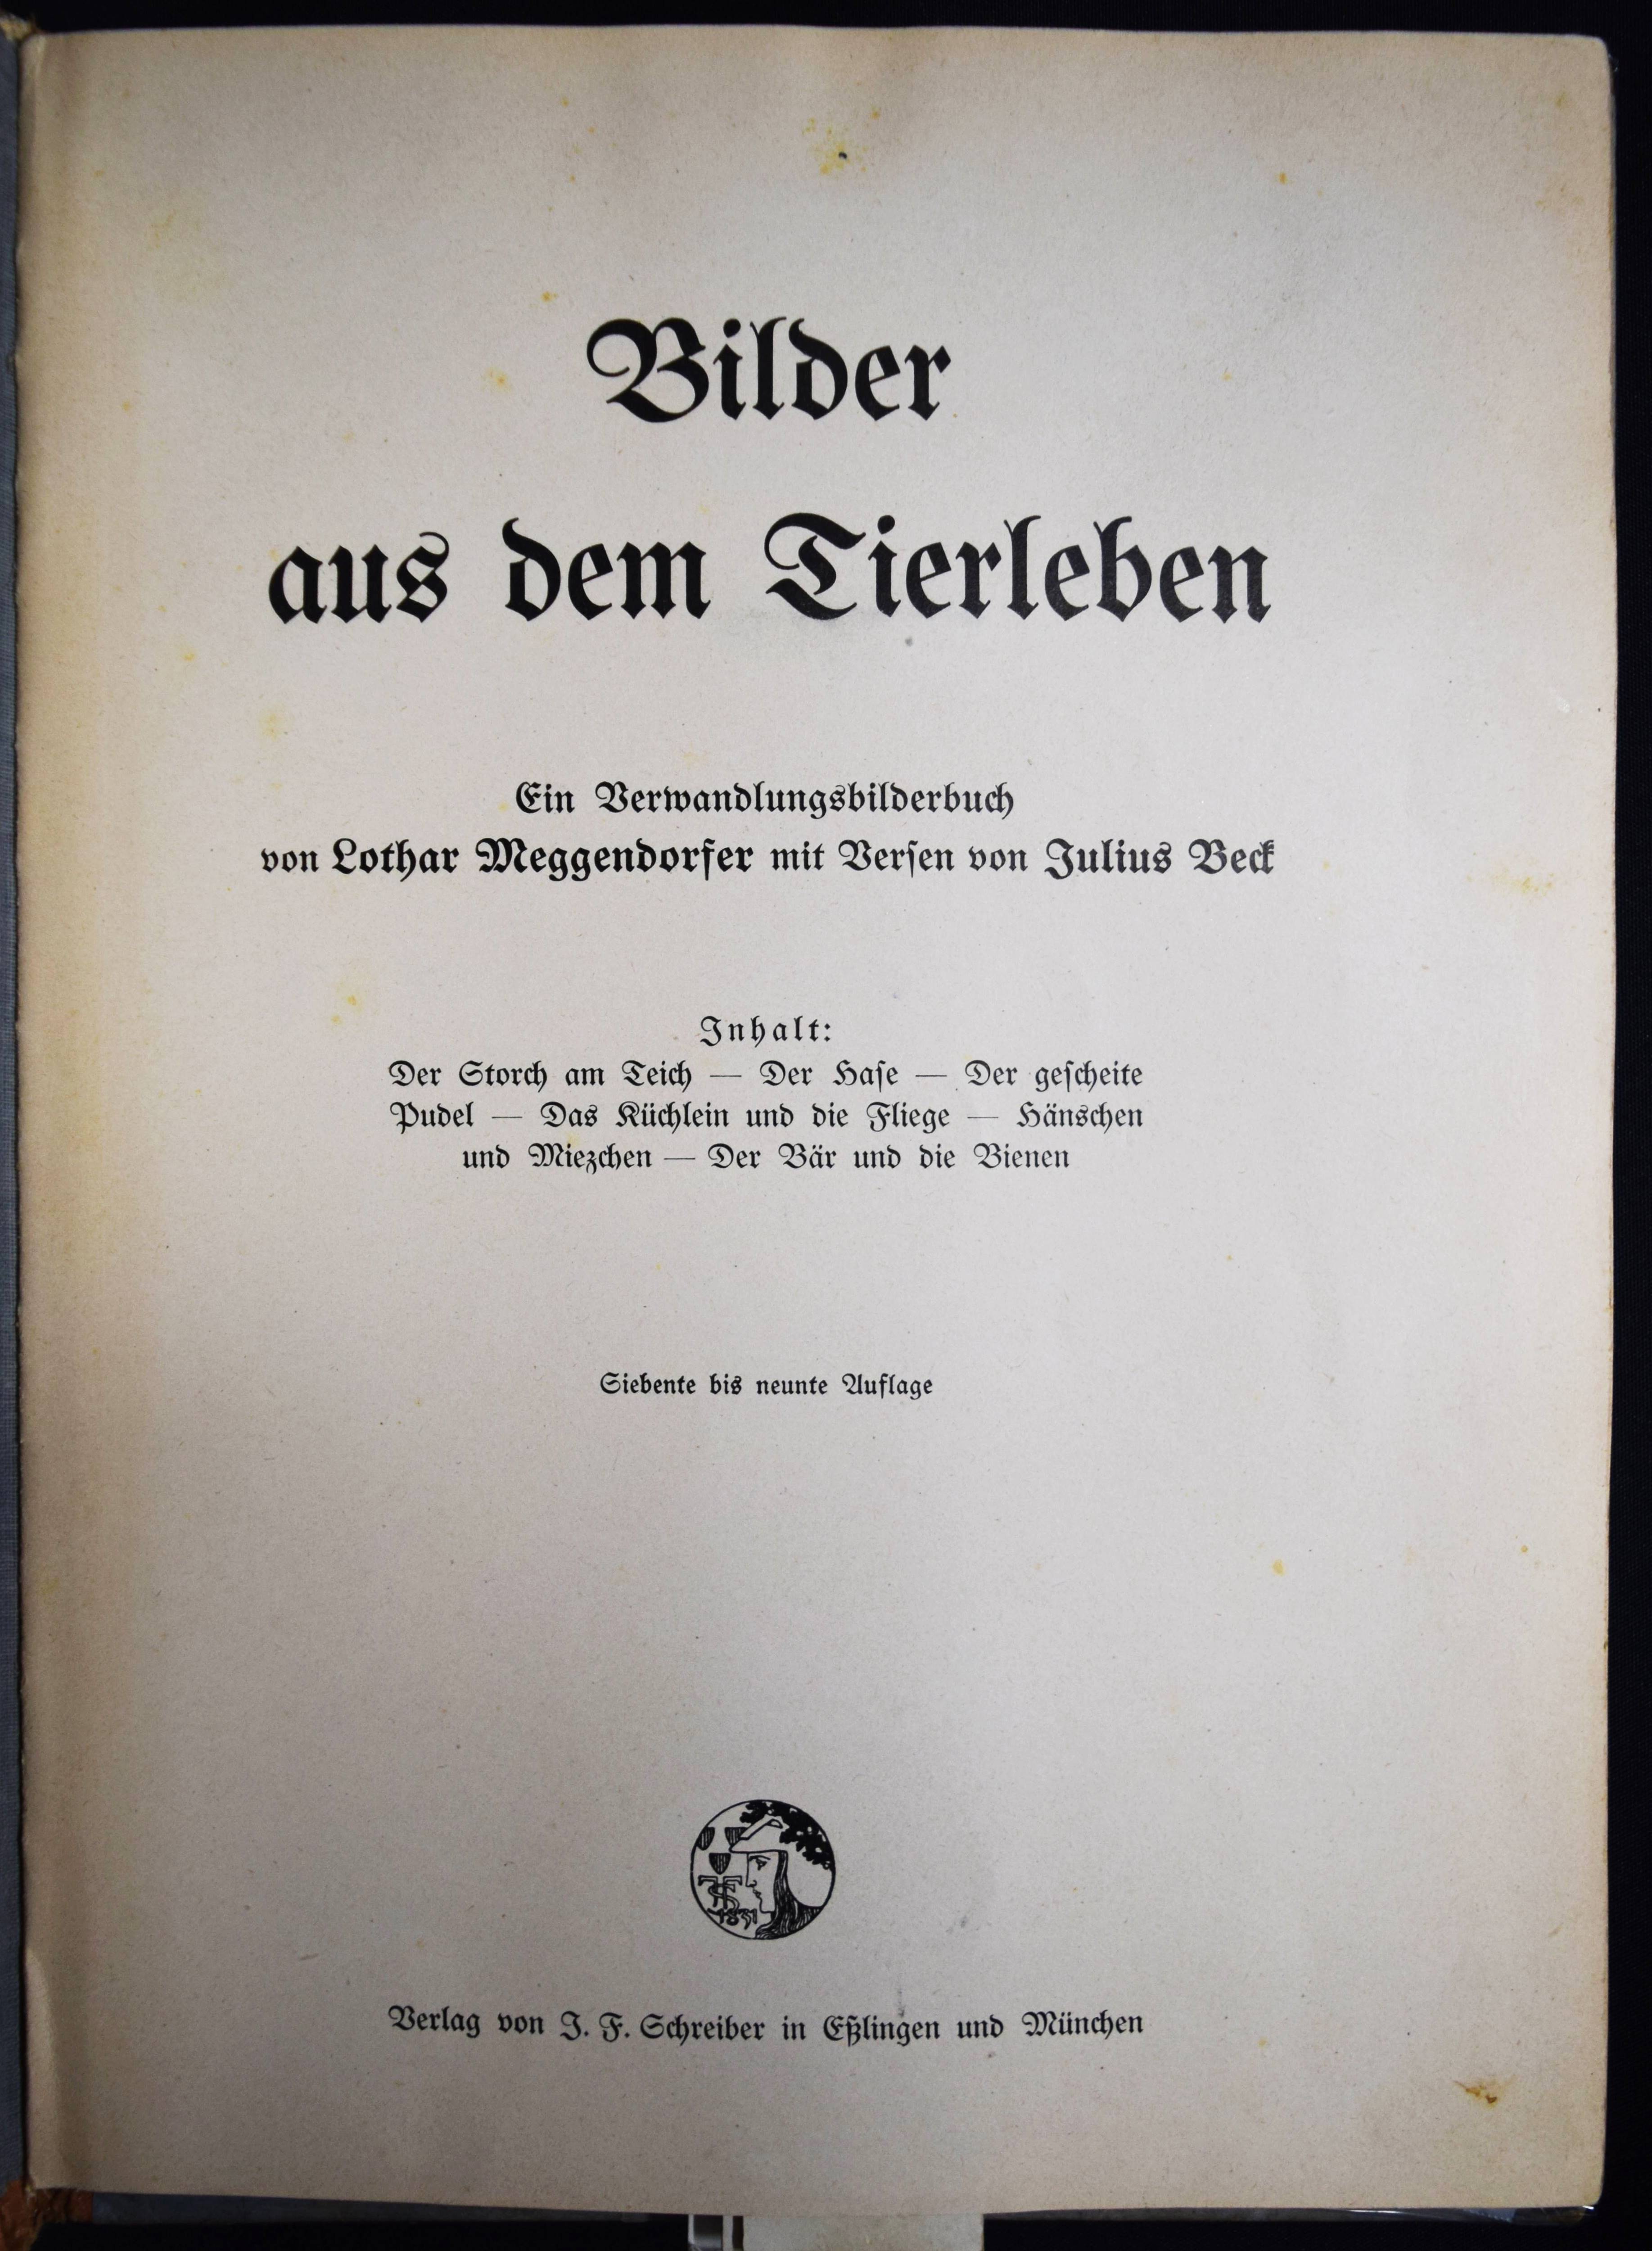 Bilder
aus dem Tierleben
Ein Verwandlungsbilderbuch
von Lothar Meggendorfer mit Verſen von Julius Beck
Inhalt:
Der Storch am Teich — Der Haſe — Der geſcheite
Pudel — Das Küchlein und die Fliege — Hänschen
und Miezchen — Der Bär und die Bienen
Siebente bis neunte Auflage
1831
Verlag von J. F. Schreiber in Eßlingen und München